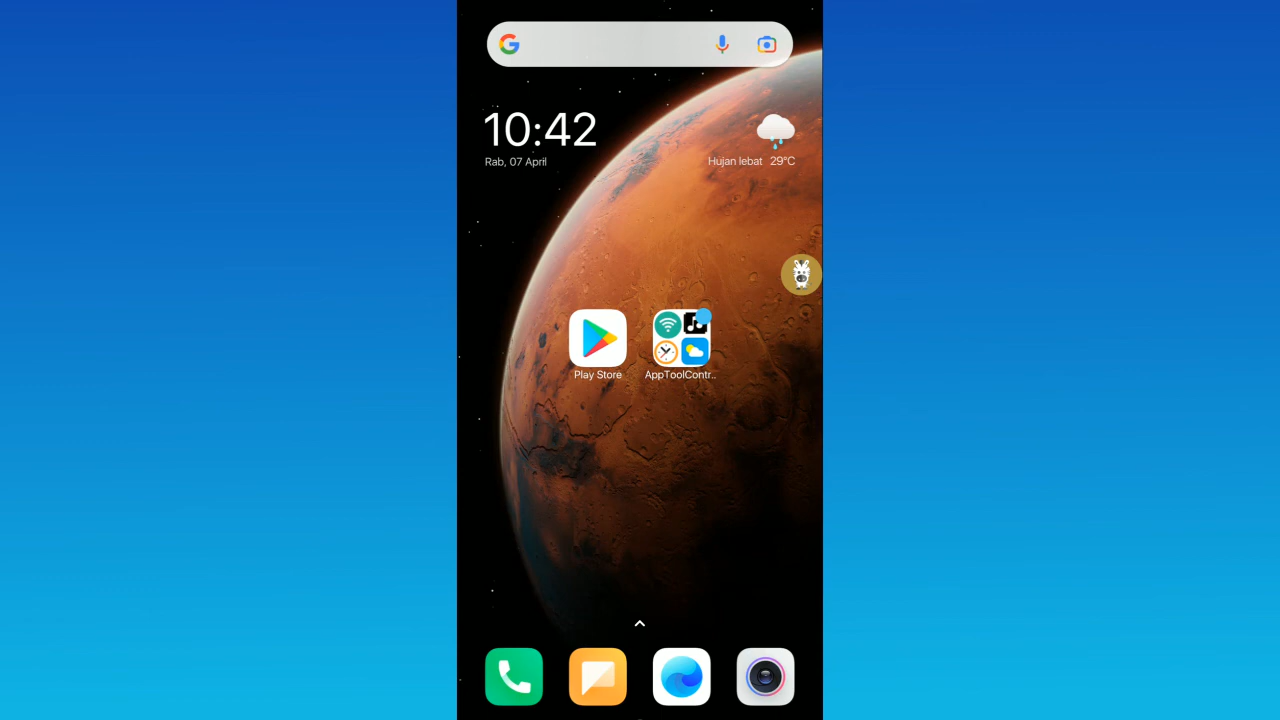 10:42
Rab, 07 April
Hujan lebat 29°C
Play Store
AppToolContr..